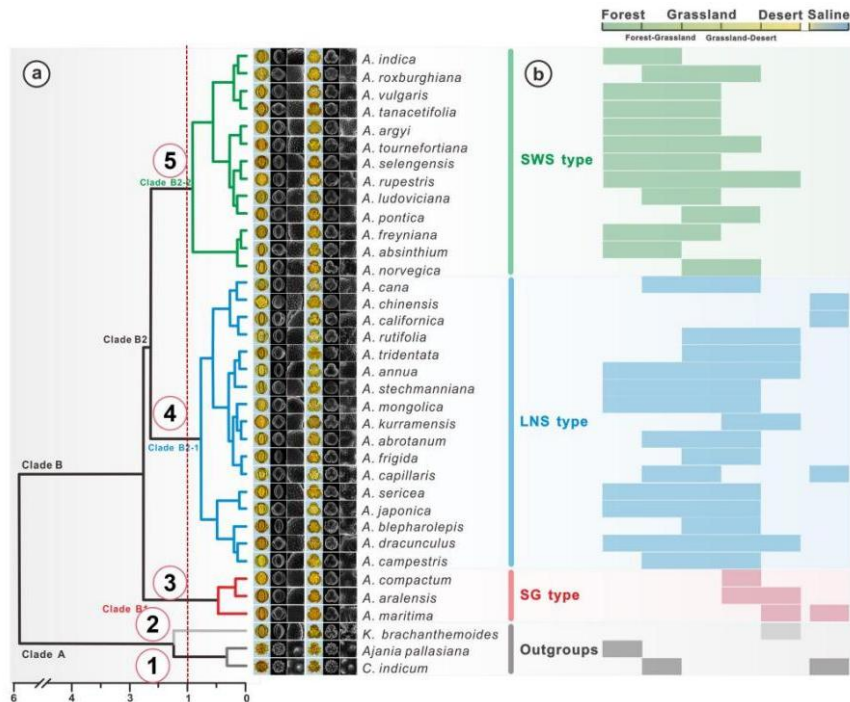 Forest Grassland Desert Saline
Forest-Grassland Grassland-Desert
a
b
A. indica
A. roxburghiana
A. vulgaris
A. tanacetifolia
A. argyi
A. tournefortiana
A. selengensis
A. rupestris
A. ludoviciana
A. pontica
A. freyniana
A. absinthium
A. norvegica
A. cana
A. chinensis
A. californica
A. rutifolia
A. tridentata
A. annua
A. stechmanniana
A. mongolica
A. kurramensis
A. abrotanum
A. frigida
A. capillaris
A. sericea
A. japonica
A. blepharolepis
A. dracunculus
A. campestris
A. compactum
A. aralensis
A. maritima
K. brachanthemoides
Ajania pallasiana
C. indicum
SWS type
LNS type
SG type
Outgroups
5
Clade B2-2
Clade B2
4
Clade B2-1
Clade B
3
Clade B1
2
Clade A
1
6 3 2 1 0